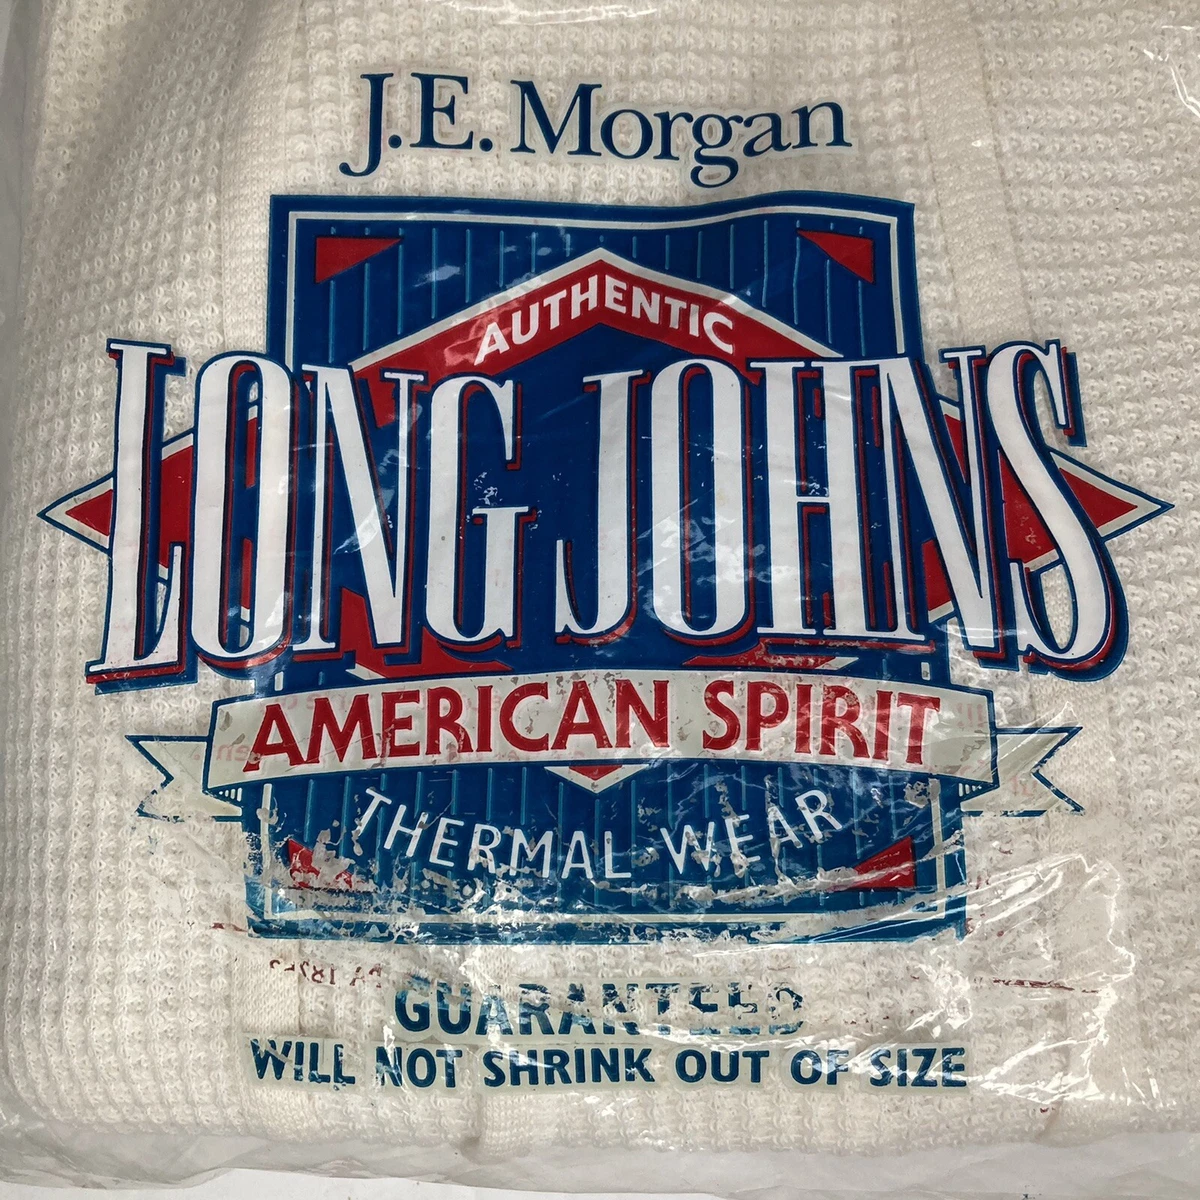 J.E. Morgan
AUTHENTIC
LONG JOHNS
AMERICAN SPIRIT
THERMAL WEAR
GUARANTEED
WILL NOT SHRINK OUT OF SIZE